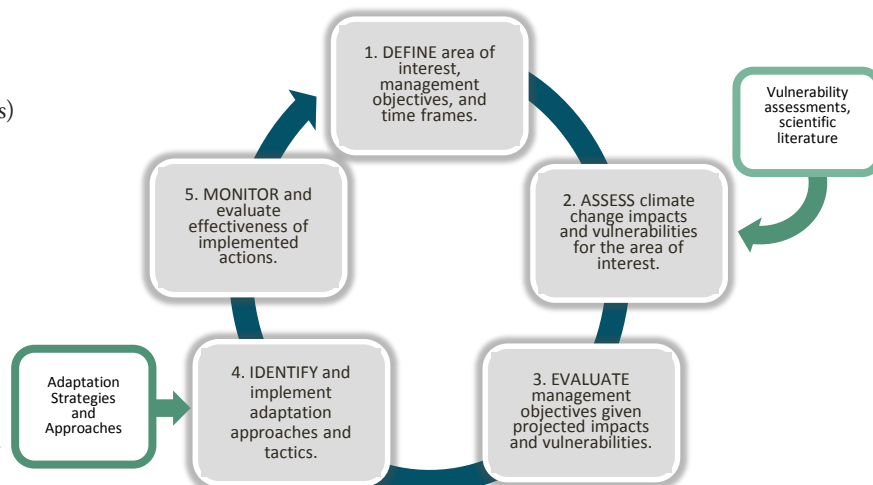 s)
1. DEFINE area of
interest,
management
objectives, and
time frames.
Vulnerability
assessments,
scientific
literature
2. ASSESS climate
change impacts
and vulnerabilities
for the area of
interest.
3. EVALUATE
management
objectives given
projected impacts
and vulnerabilities.
4. IDENTIFY and
implement
adaptation
approaches and
tactics.
Adaptation
Strategies
and
Approaches
5. MONITOR and
evaluate
effectiveness of
implemented
actions.